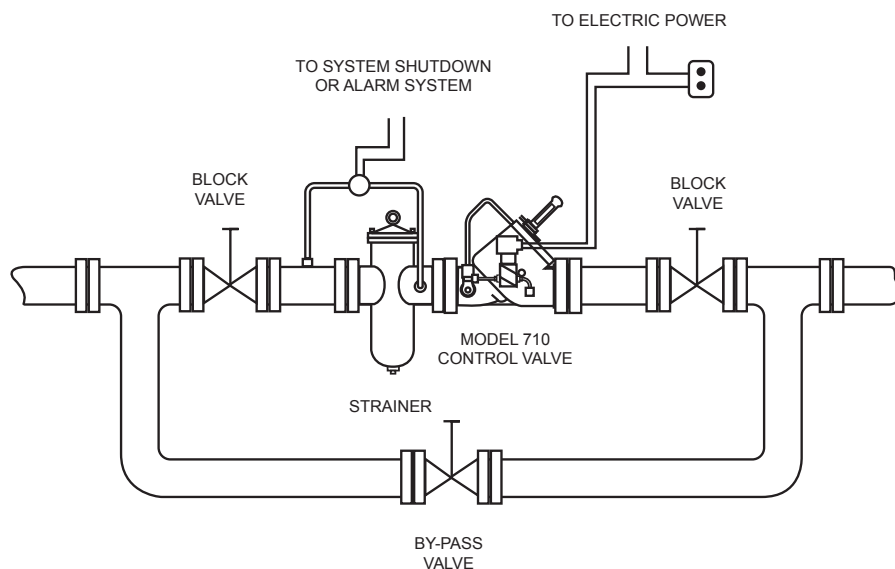 TO ELECTRIC POWER
TO SYSTEM SHUTDOWN
OR ALARM SYSTEM
BLOCK
VALVE
BLOCK
VALVE
MODEL 710
CONTROL VALVE
STRAINER
BY-PASS
VALVE